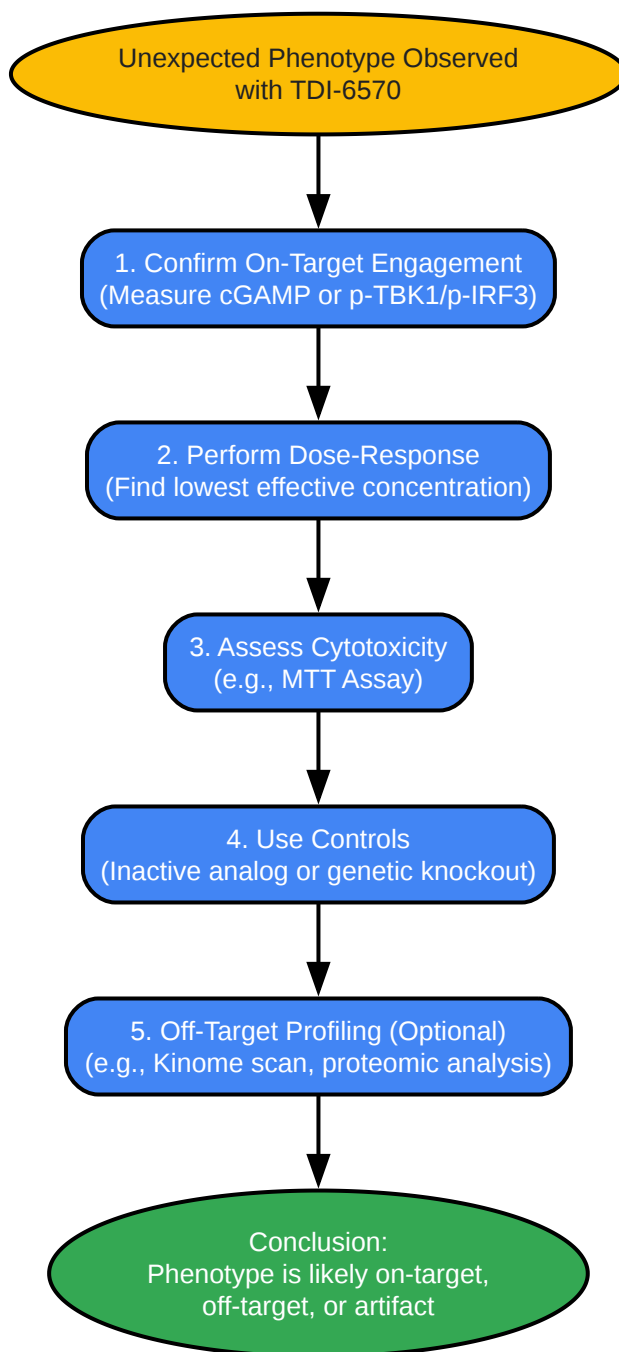 Unexpected Phenotype Observed
with TDI-6570
1. Confirm On-Target Engagement
(Measure cGAMP or p-TBK1/p-IRF3)
2. Perform Dose-Response
(Find lowest effective concentration)
3. Assess Cytotoxicity
(e.g., MTT Assay)
4. Use Controls
(Inactive analog or genetic knockout)
5. Off-Target Profiling (Optional)
(e.g., Kinome scan, proteomic analysis)
Conclusion:
Phenotype is likely on-target,
off-target, or artifact